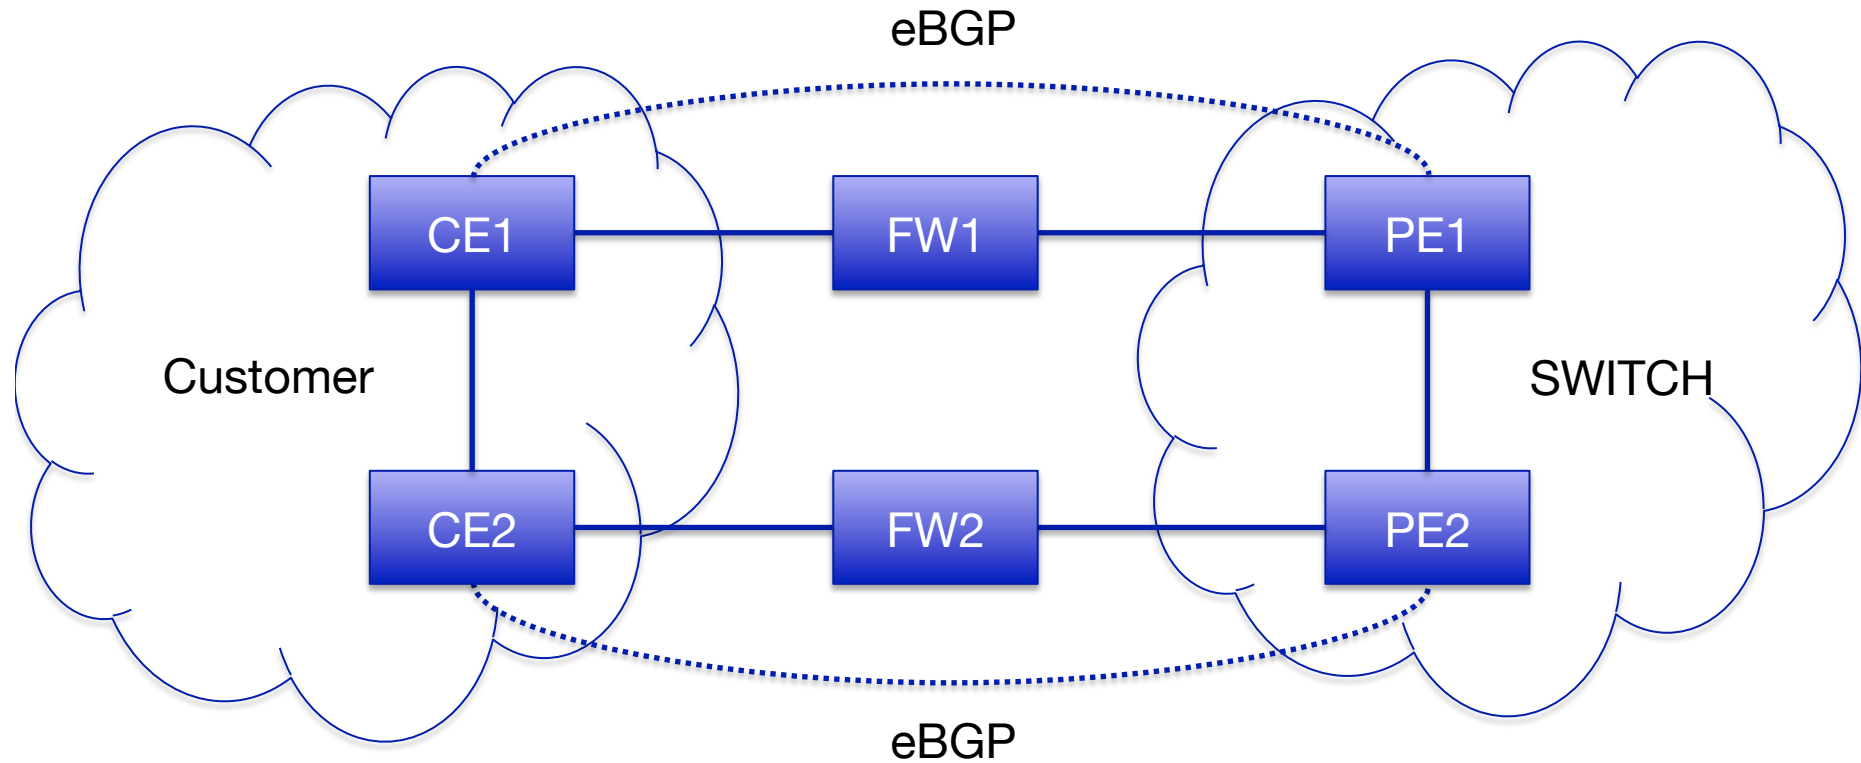 eBGP
CE1
FW1
PE1
Customer
SWITCH
CE2
FW2
PE2
eBGP